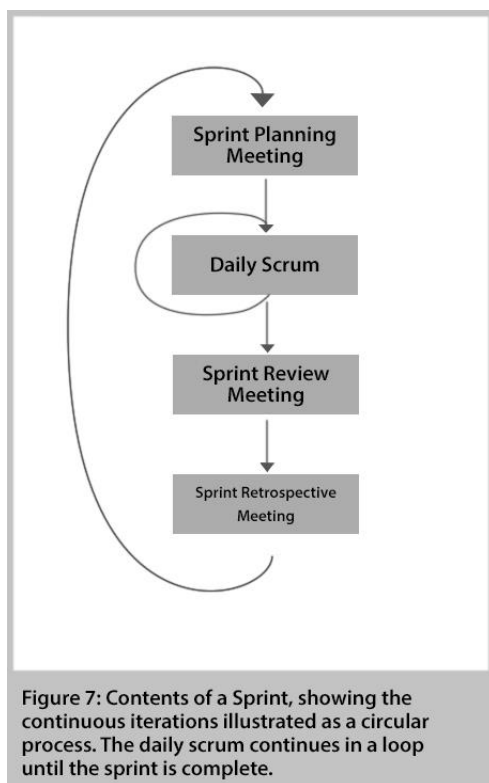 Sprint Planning
Meeting
Daily Scrum
Sprint Review
Meeting
Sprint Retrospective
Meeting
Figure 7: Contents of a Sprint, showing the
continuous iterations illustrated as a circular
process. The daily scrum continues in a loop
until the sprint is complete.